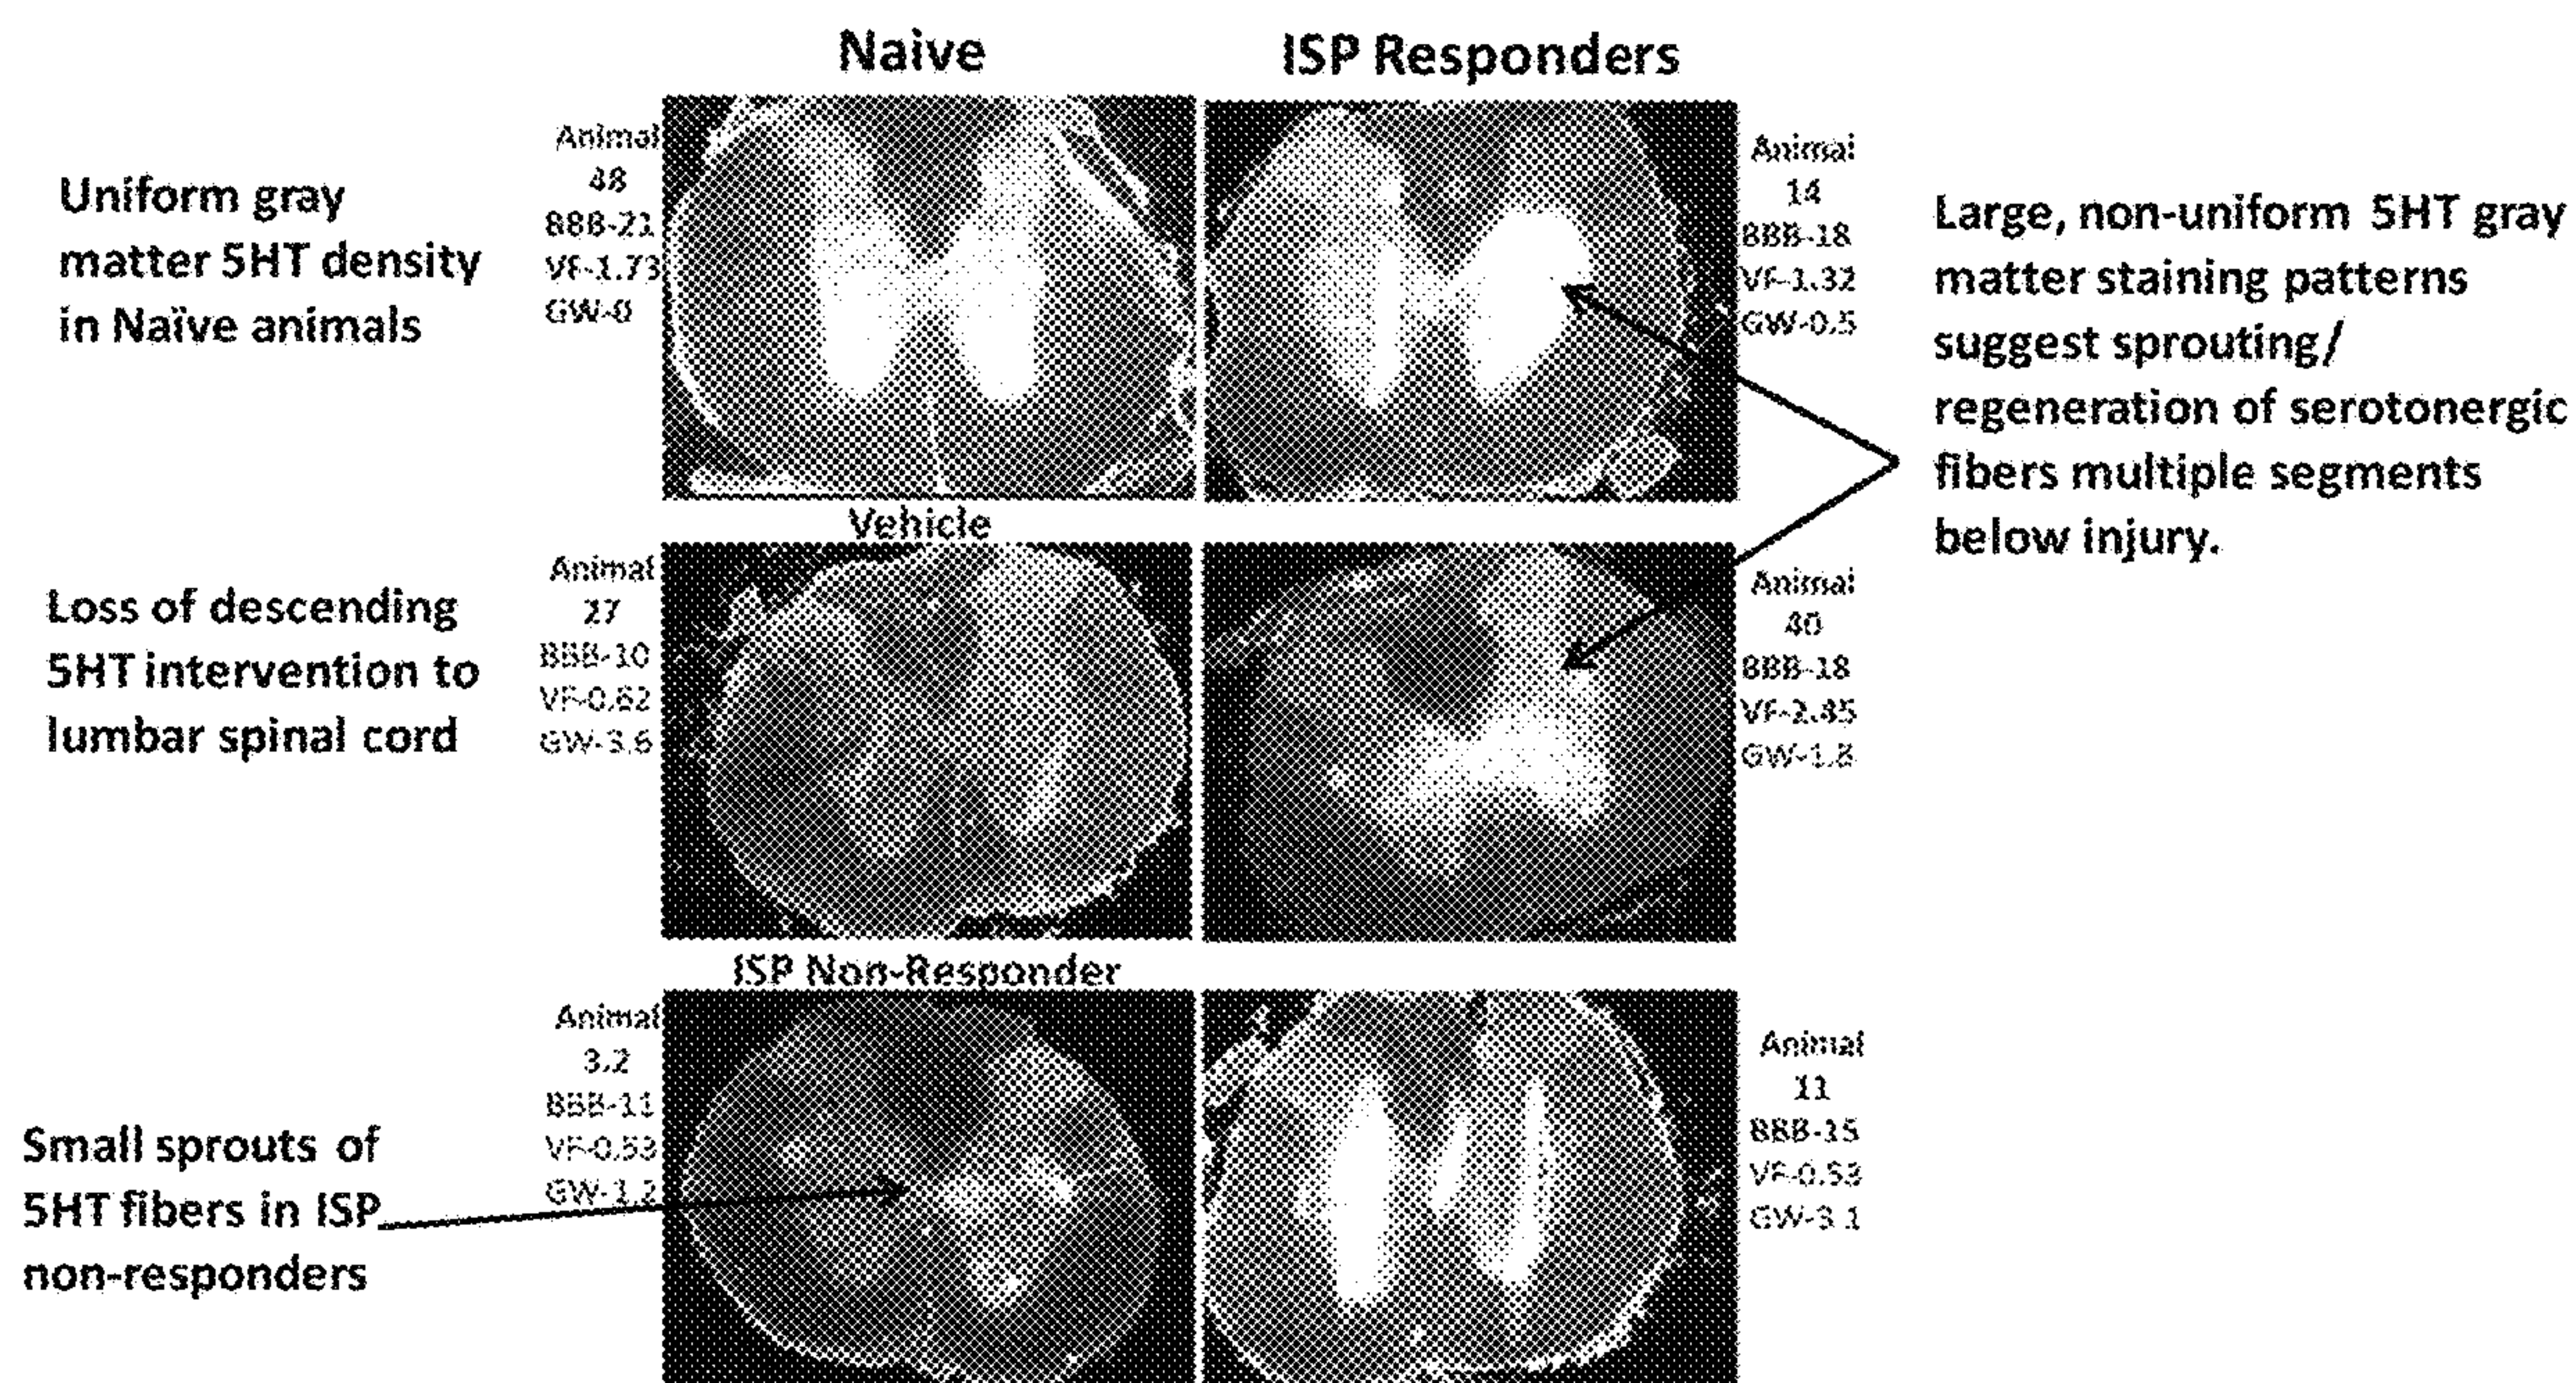 Naive
ISP Responders
Uniform gray
matter 5HT density
in Naïve animals
Animal
48
BBB-21
VF-1.73
GW-0
Animal
14
BBB-18
VF-1.32
GW-0.5
Large, non-uniform 5HT gray
matter staining patterns
suggest sprouting/
regeneration of serotonergic
fibers multiple segments
below injury.
Vehicle
Loss of descending
5HT intervention to
lumbar spinal cord
Animal
27
BBB-10
VF-0.62
GW-3.6
Animal
40
BBB-18
VF-2.45
GW-1.8
ISP Non-Responder
Small sprouts of
5HT fibers in ISP
non-responders
Animal
3.2
BBB-11
VF-0.53
GW-1.2
Animal
11
BBB-15
VF-0.53
GW-3.1